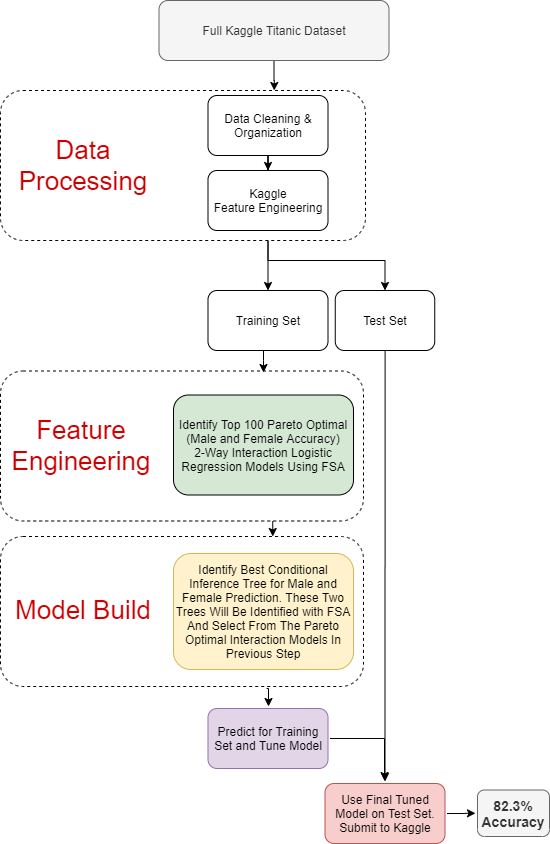 Full Kaggle Titanic Dataset
Data
Processing
Data Cleaning &
Organization
Kaggle
Feature Engineering
Training Set
Test Set
Feature
Engineering
Identify Top 100 Pareto Optimal
(Male and Female Accuracy)
2-Way Interaction Logistic
Regression Models Using FSA
Model Build
Identify Best Conditional
Inference Tree for Male and
Female Prediction. These Two
Trees Will Be Identified with FSA
And Select From The Pareto
Optimal Interaction Models In
Previous Step
Predict for Training
Set and Tune Model
Use Final Tuned
Model on Test Set.
Submit to Kaggle
82.3%
Accuracy